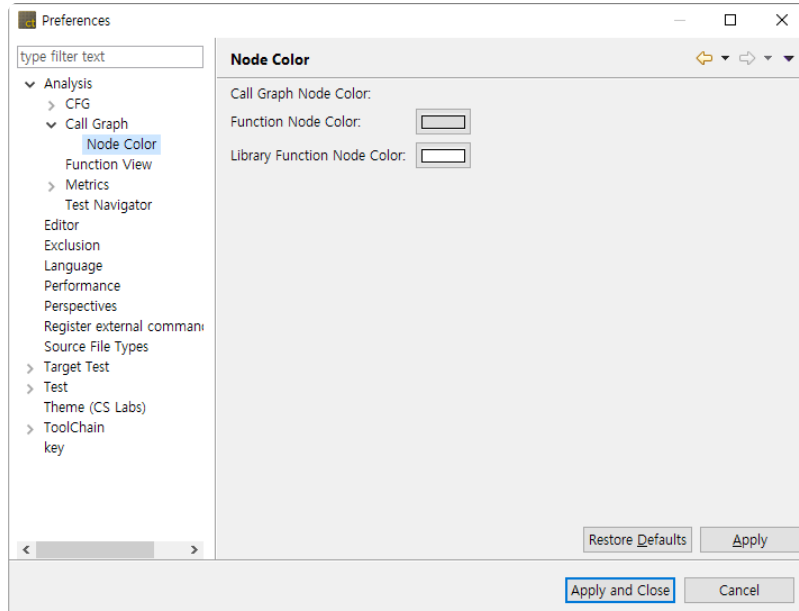 ct Preferences
type filter text
Analysis
CFG
Call Graph
Node Color
Function View
Metrics
Test Navigator
Editor
Exclusion
Language
Performance
Perspectives
Register external comman
Source File Types
Target Test
Test
Theme (CS Labs)
ToolChain
key
Node Color
Call Graph Node Color:
Function Node Color:
Library Function Node Color:
Restore Defaults Apply
Apply and Close Cancel